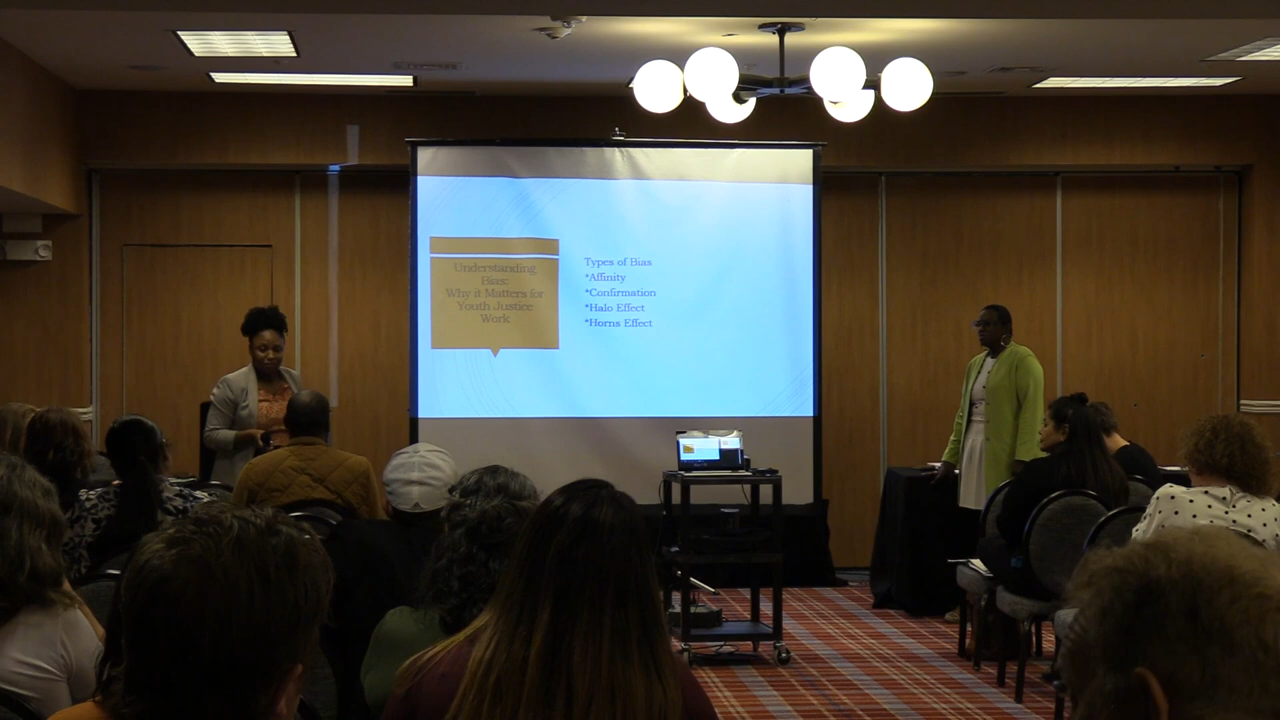 Understanding
Bias:
Why it Matters for
Youth Justice
Work
Types of Bias
*Affinity
*Confirmation
*Halo Effect
*Horns Effect